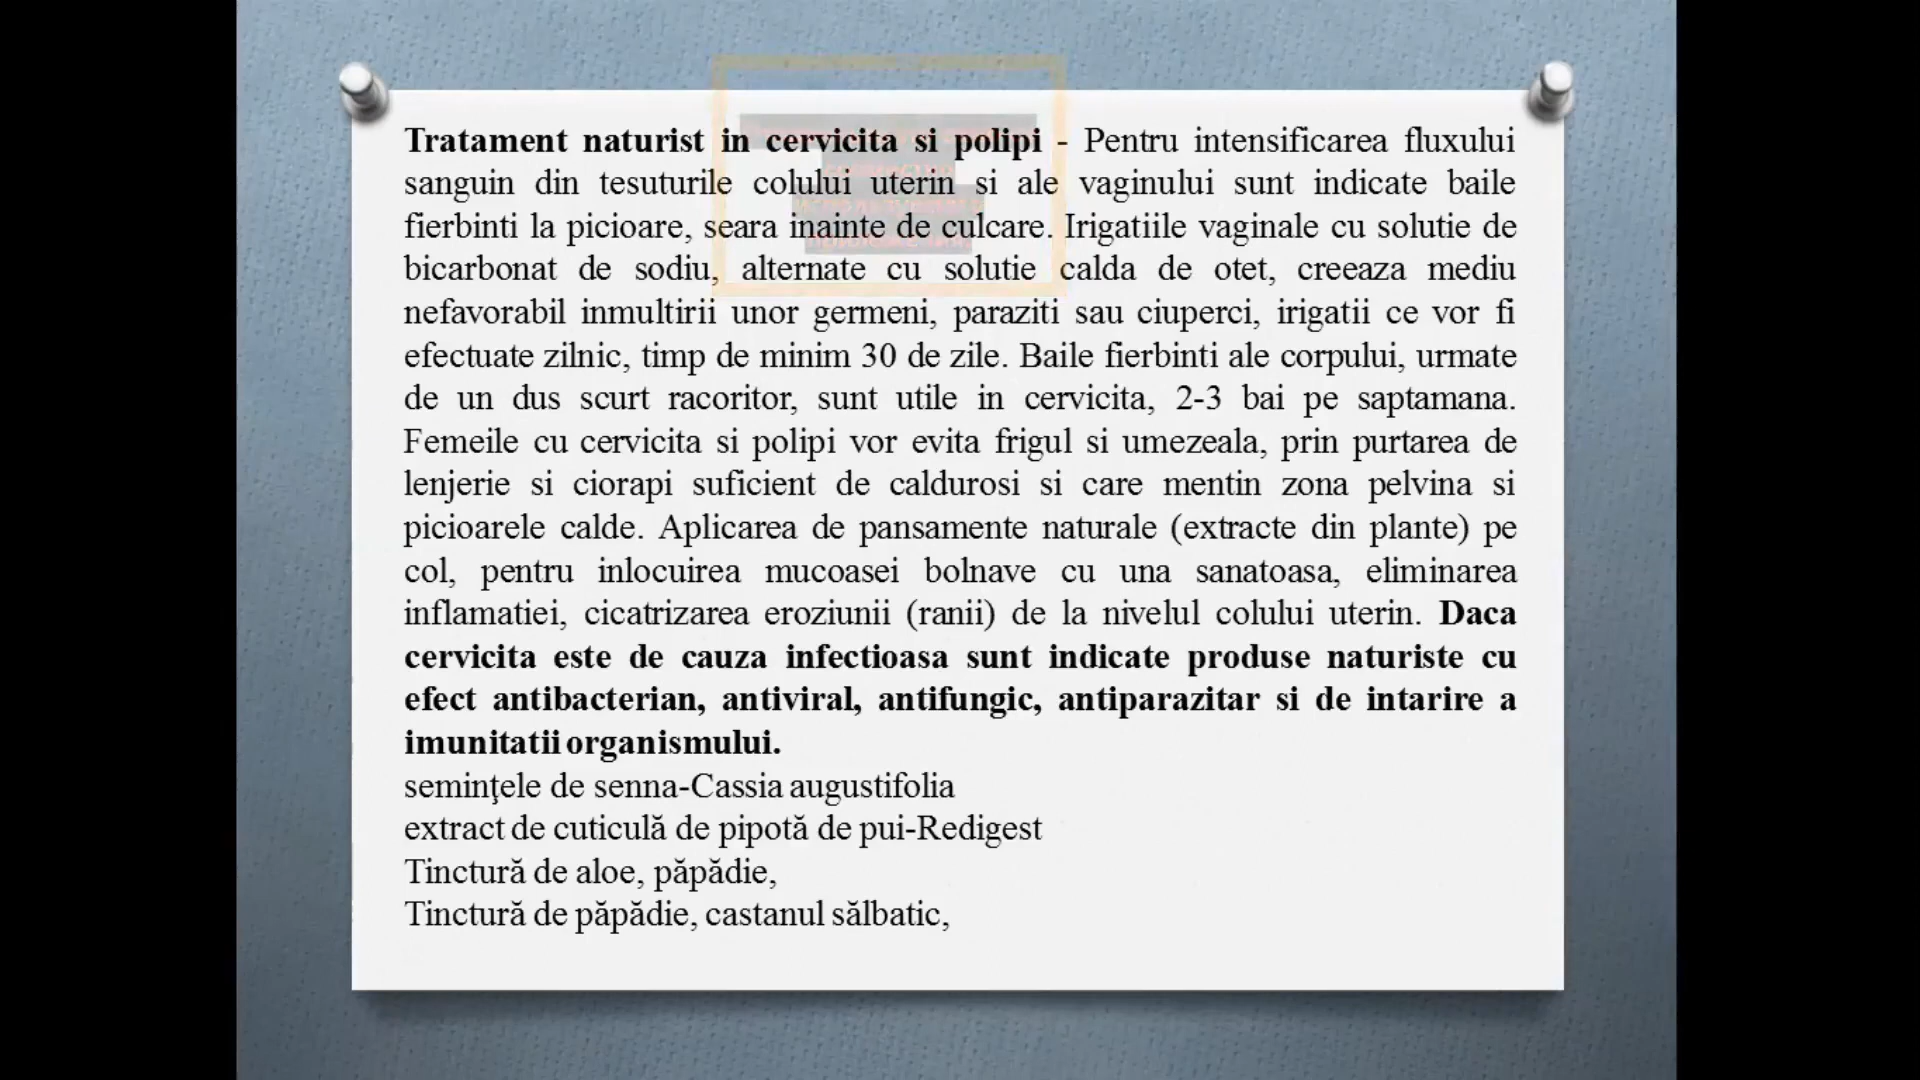 Tratament naturist in cervicita si polipi - Pentru intensificarea fluxului
sanguin din tesuturile colului uterin si ale vaginului sunt indicate baile
fierbinti la picioare, seara inainte de culcare. Irigatiile vaginale cu solutie de
bicarbonat de sodiu, alternate cu solutie calda de otet, creeaza mediu
nefavorabil inmultirii unor germeni, paraziti sau ciuperci, irigatii ce vor fi
efectuate zilnic, timp de minim 30 de zile. Baile fierbinti ale corpului, urmate
de un dus scurt racoritor, sunt utile in cervicita, 2-3 bai pe saptamana.
Femeile cu cervicita si polipi vor evita frigul si umezeala, prin purtarea de
lenjerie si ciorapi suficient de caldurosi si care mentin zona pelvina si
picioarele calde. Aplicarea de pansamente naturale (extracte din plante) pe
col, pentru inlocuirea mucoasei bolnave cu una sanatoasa, eliminarea
inflamatiei, cicatrizarea eroziunii (ranii) de la nivelul colului uterin. Daca
cervicita este de cauza infectioasa sunt indicate produse naturiste cu
efect antibacterian, antiviral, antifungic, antiparazitar si de intarire a
imunitatii organismului.
seminţele de senna-Cassia augustifolia
extract de cuticulă de pipotă de pui-Redigest
Tinctură de aloe, păpădie,
Tinctură de păpădie, castanul sălbatic,